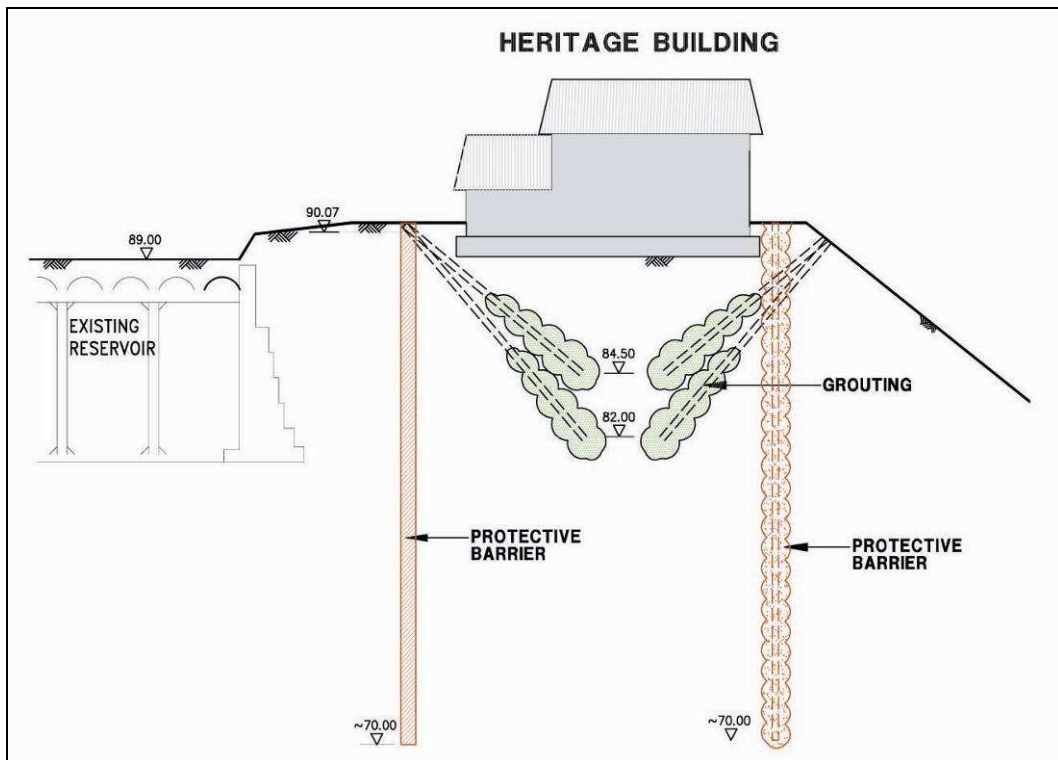 HERITAGE BUILDING
90.07
89.00
EXISTING
RESERVOIR
84.50
GROUTING
82.00
PROTECTIVE
BARRIER
PROTECTIVE
BARRIER
~70.00
~70.00